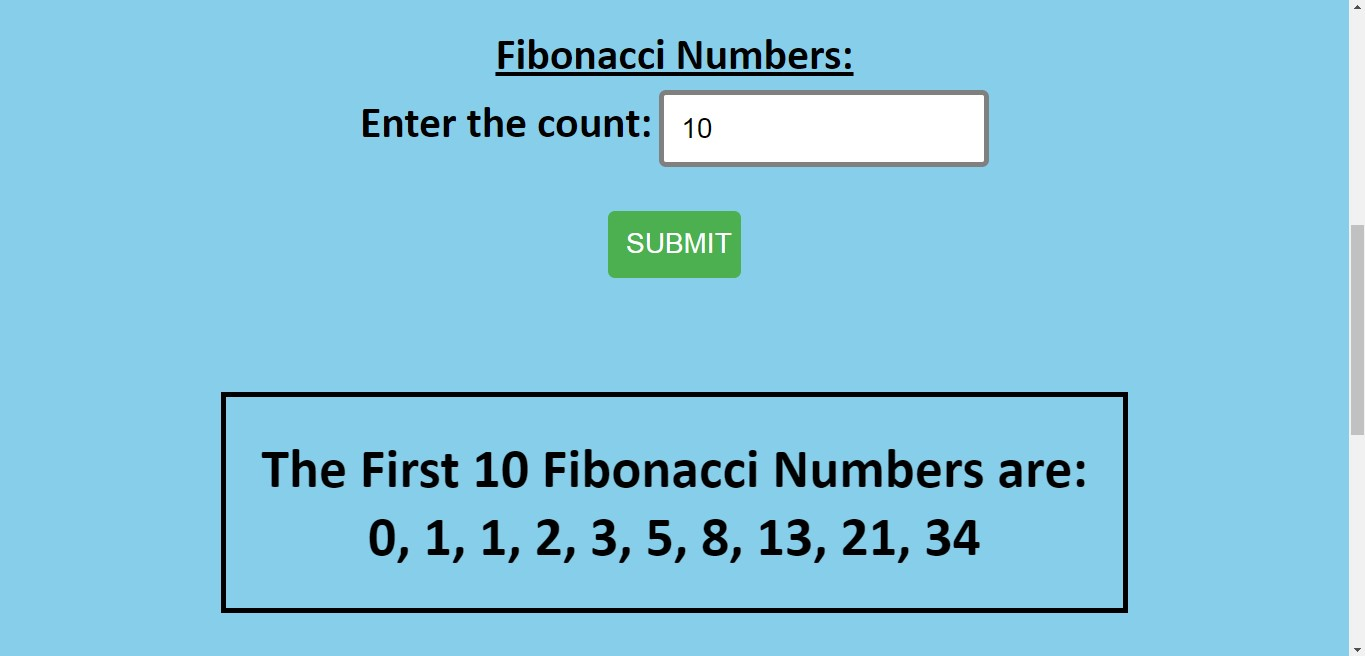 Fibonacci Numbers:
Enter the count: 10
SUBMIT
The First 10 Fibonacci Numbers are:
0, 1, 1, 2, 3, 5, 8, 13, 21, 34